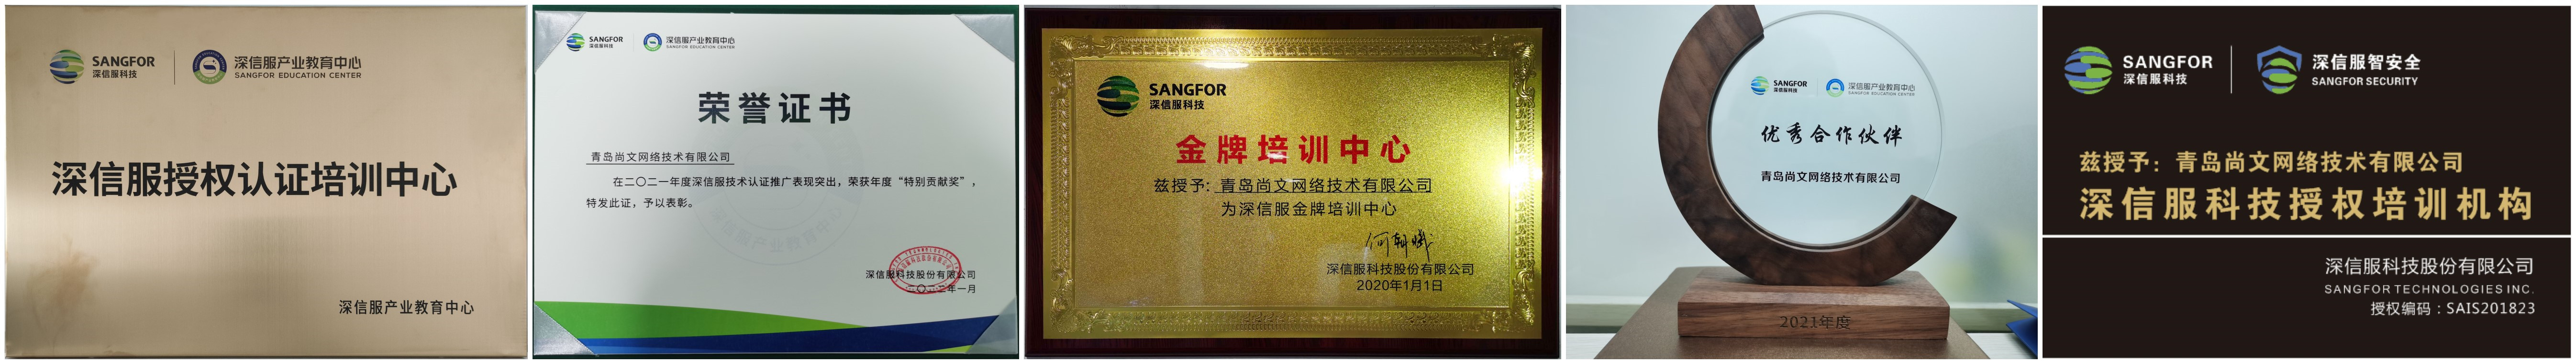 SANGFOR
深信服科技
深信服产业教育中心
SANGFOR EDUCATION CENTER
深信服授权认证培训中心
深信服产业教育中心
SANGFOR
深信服科技
深信服产业教育中心
SANGFOR EDUCATION CENTER
荣誉证书
青岛尚文网络技术有限公司
在二〇二一年度深信服技术认证推广表现突出，荣获年度“特别贡献奖”，
特发此证，予以表彰。
深信服科技股份有限公司
二〇二二年一月
SANGFOR
深信服科技
金牌培训中心
兹授予: 青岛尚文网络技术有限公司
为深信服金牌培训中心
何朝曦
深信服科技股份有限公司
2020年1月1日
SANGFOR
深信服科技
深信服产业教育中心
SANGFOR EDUCATION CENTER
优秀合作伙伴
青岛尚文网络技术有限公司
2021年度
SANGFOR
深信服科技
深信服智安全
SANGFOR SECURITY
兹授予：青岛尚文网络技术有限公司
深信服科技授权培训机构
深信服科技股份有限公司
SANGFOR TECHNOLOGIES INC.
授权编码：SAIS201823